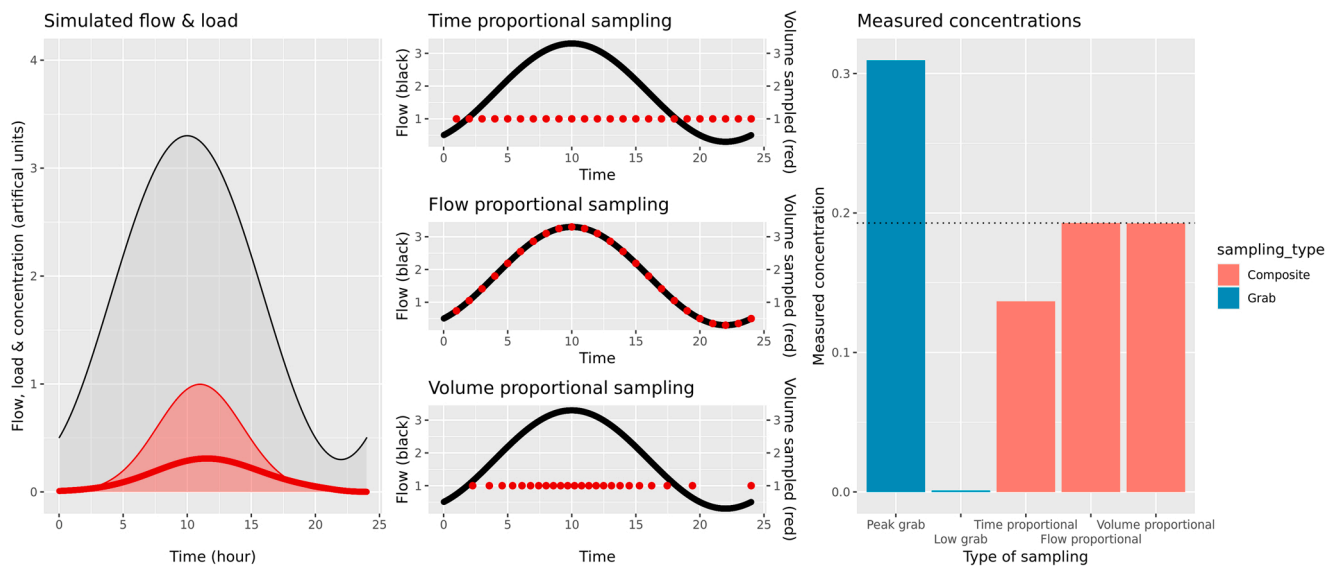 Simulated flow & load
Flow, load & concentration (artifical units)
4
3
2
1
0
0 5 10 15 20 25
Time (hour)
Time proportional sampling
Flow (black)
3
2
1
3
2
1
Volume sampled (red)
0 5 10 15 20 25
Time
Flow proportional sampling
Flow (black)
3
2
1
3
2
1
Volume sampled (red)
0 5 10 15 20 25
Time
Volume proportional sampling
Flow (black)
3
2
1
3
2
1
Volume sampled (red)
0 5 10 15 20 25
Time
Measured concentrations
Measured concentration
0.3
0.2
0.1
0.0
Peak grab Time proportional Volume proportional
Low grab Flow proportional
Type of sampling
sampling_type
Composite
Grab